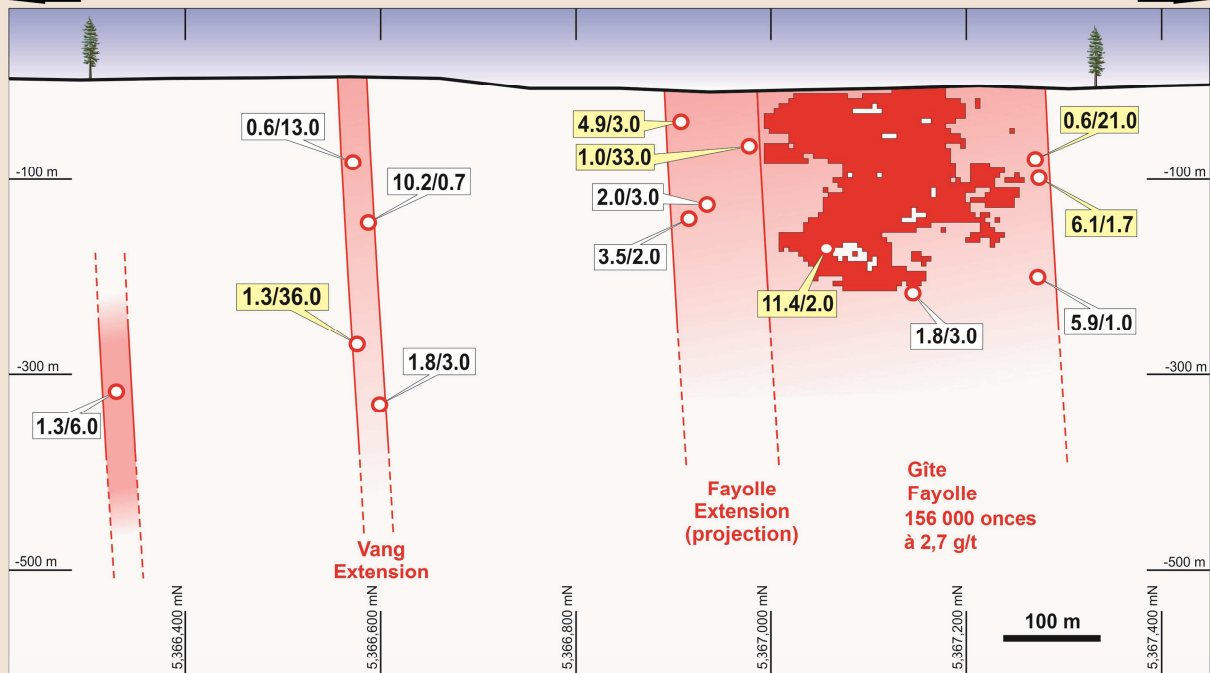 4.9/3.0
0.6/21.0
0.6/13.0
1.0/33.0
-100 m
10.2/0.7
-100 m
2.0/3.0
6.1/1.7
3.5/2.0
1.3/36.0
11.4/2.0
5.9/1.0
1.8/3.0
1.8/3.0
-300 m
-300 m
1.3/6.0
Gîte
Fayolle
156 000 onces
à 2,7 g/t
Fayolle
Extension
(projection)
Vang
Extension
-500 m
-500 m
5,366,400 mN
5,366,600 mN
5,366,800 mN
5,367,000 mN
5,367,200 mN
5,367,400 mN
100 m